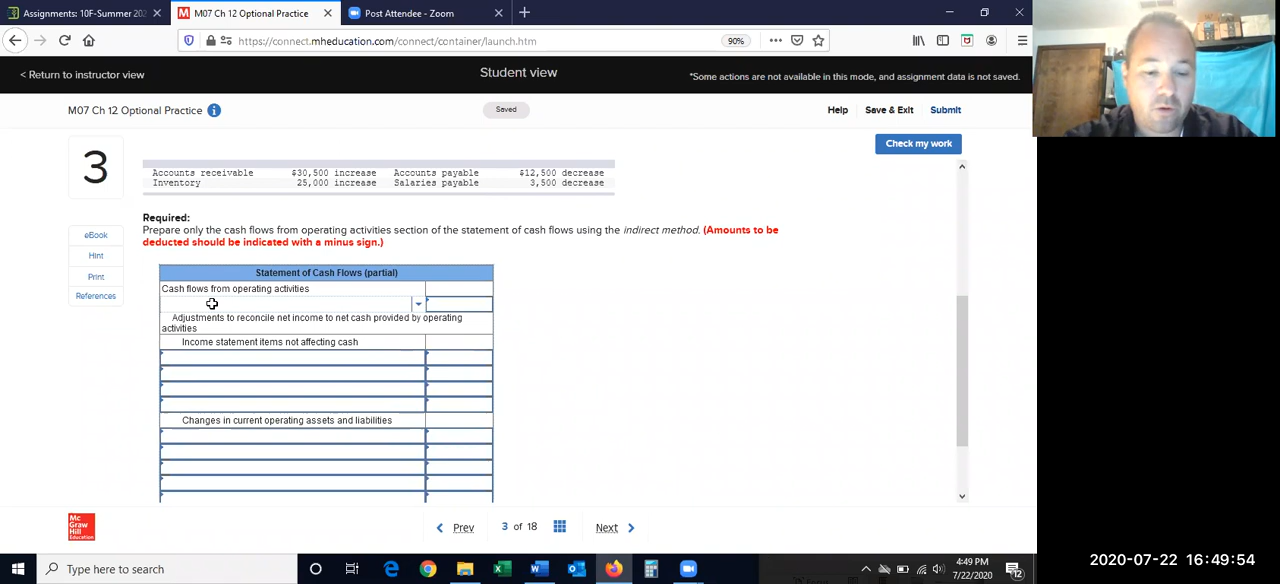 Assignments: 10F-Summer 202
M07 Ch 12 Optional Practice
Post Attendee - Zoom
https://connect.mheducation.com/connect/container/launch.htm
90%
< Return to instructor view
Student view
*Some actions are not available in this mode, and assignment data is not saved.
M07 Ch 12 Optional Practice
Saved
Help
Save & Exit
Submit
3
Check my work
Accounts receivable $30,500 increase Accounts payable $12,500 decrease
Inventory 25,000 increase Salaries payable 3,500 decrease
Required:
Prepare only the cash flows from operating activities section of the statement of cash flows using the indirect method. (Amounts to be
deducted should be indicated with a minus sign.)
eBook
Hint
Print
References
Statement of Cash Flows (partial)
Cash flows from operating activities
Adjustments to reconcile net income to net cash provided by operating
activities
Income statement items not affecting cash
Changes in current operating assets and liabilities
Mc
Graw
Hill
Education
Prev
3 of 18
Next
Type here to search
4:49 PM
7/22/2020
12
2020-07-22 16:49:54